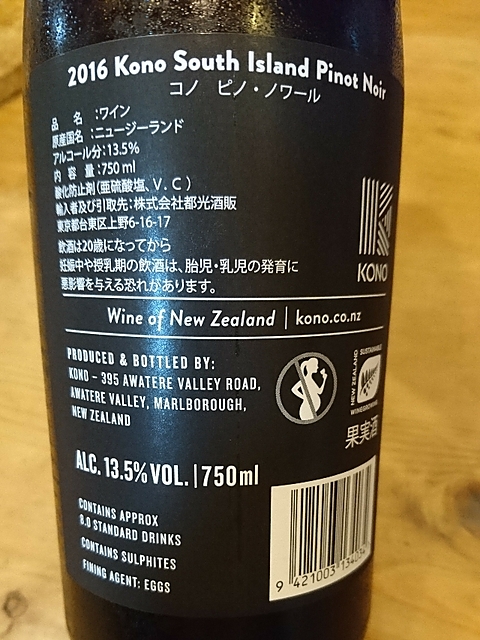 2016 Kono South Island Pinot Noir
コノ ピノ・ノワール
品 名 :ワイン
原産国名 :ニュージーランド
アルコール分:13.5%
内 容 量:750ml
酸化防止剤(亜硫酸塩、V.C)
輸入者及び引取先:株式会社都光酒販
東京都台東区上野6-16-17
飲酒は20歳になってから
妊娠中や授乳期の飲酒は、胎児・乳児の発育に
悪影響を与える恐れがあります。
KONO
Wine of New Zealand | kono.co.nz
PRODUCED & BOTTLED BY:
KONO – 395 AWATERE VALLEY ROAD,
AWATERE VALLEY, MARLBOROUGH,
NEW ZEALAND
SUSTAINABLE
NEW ZEALAND
WINEGROWING
果実酒
ALC. 13.5% VOL. | 750ml
CONTAINS APPROX
8.0 STANDARD DRINKS
CONTAINS SULPHITES
FINING AGENT: EGGS
9 421003